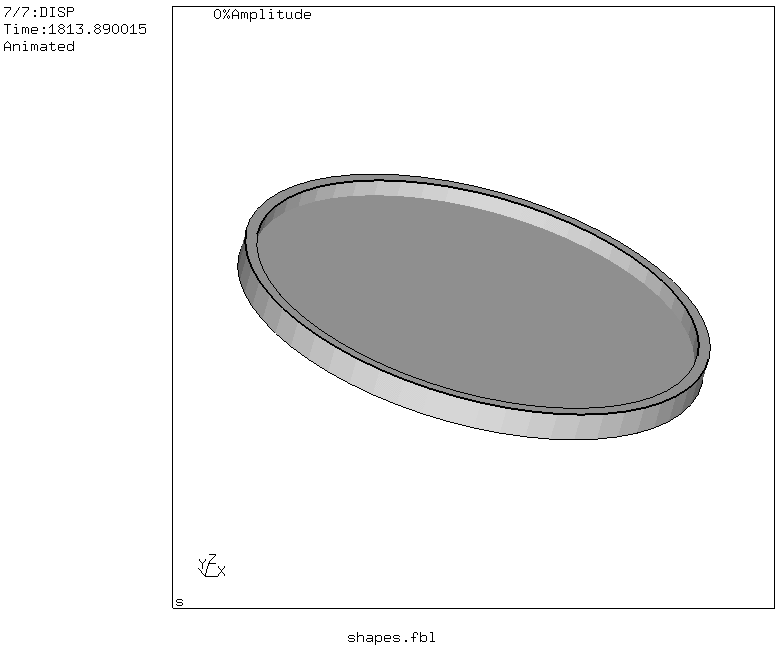 7/7:DISP
Time:1813.890015
Animated
0%Amplitude
Z
Y
X
s
shapes.fbl